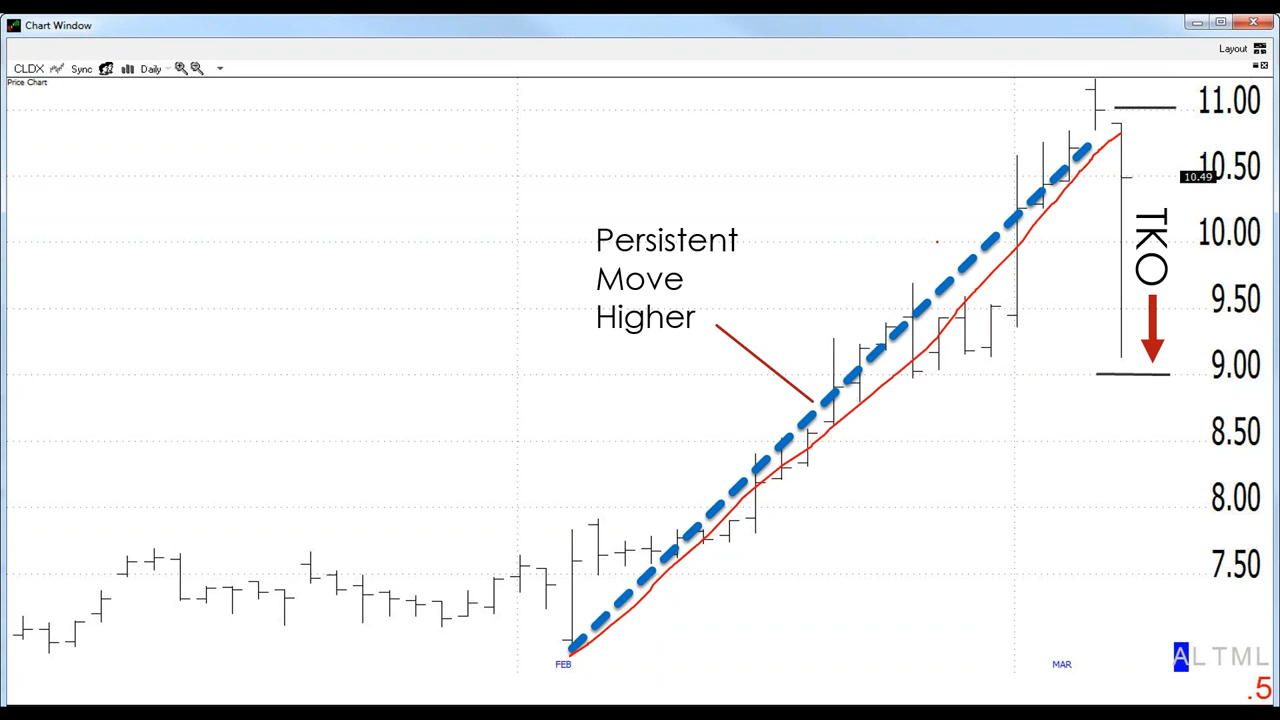 Chart Window
Layout
CLDX Sync Daily
Price Chart
11.00
10.50
10.49
10.00
9.50
9.00
8.50
8.00
7.50
TKO
Persistent
Move
Higher
FEB
MAR
ALTML
.5